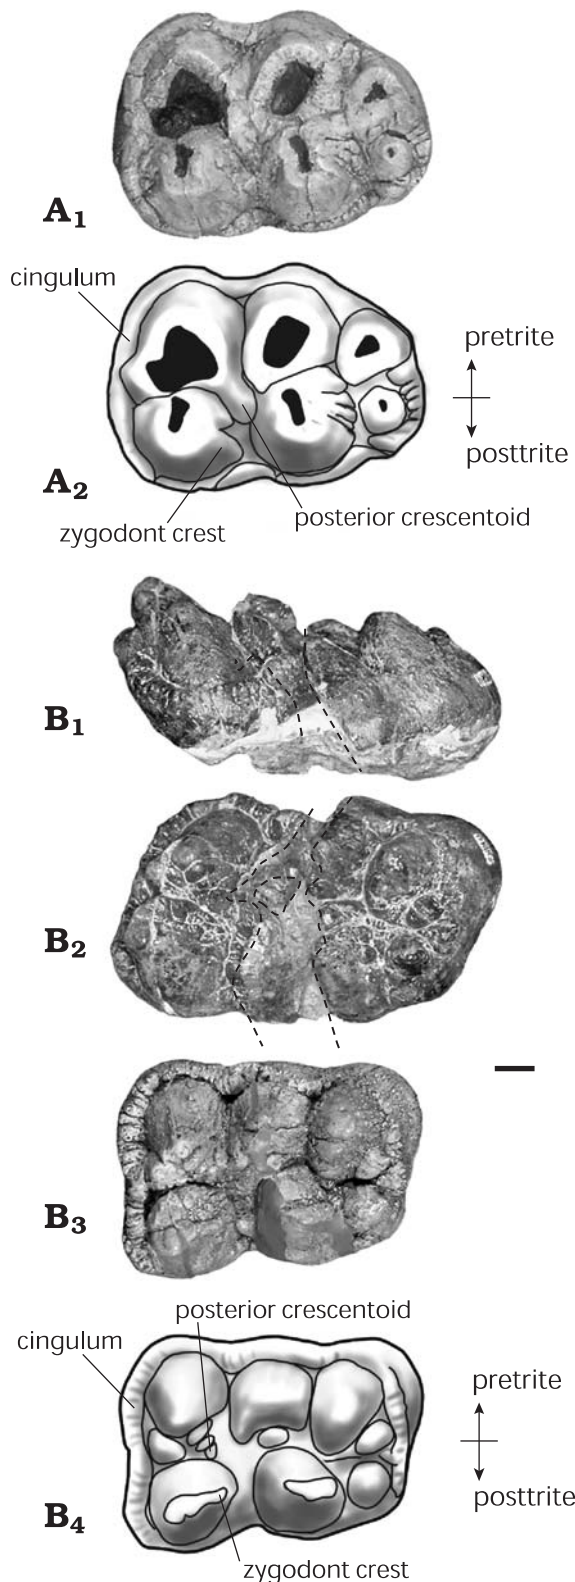 A1
cingulum
pretrite
posttrite
A2
posterior crescentoid
zygodont crest
B1
B2
B3
posterior crescentoid
cingulum
pretrite
posttrite
B4
zygodont crest